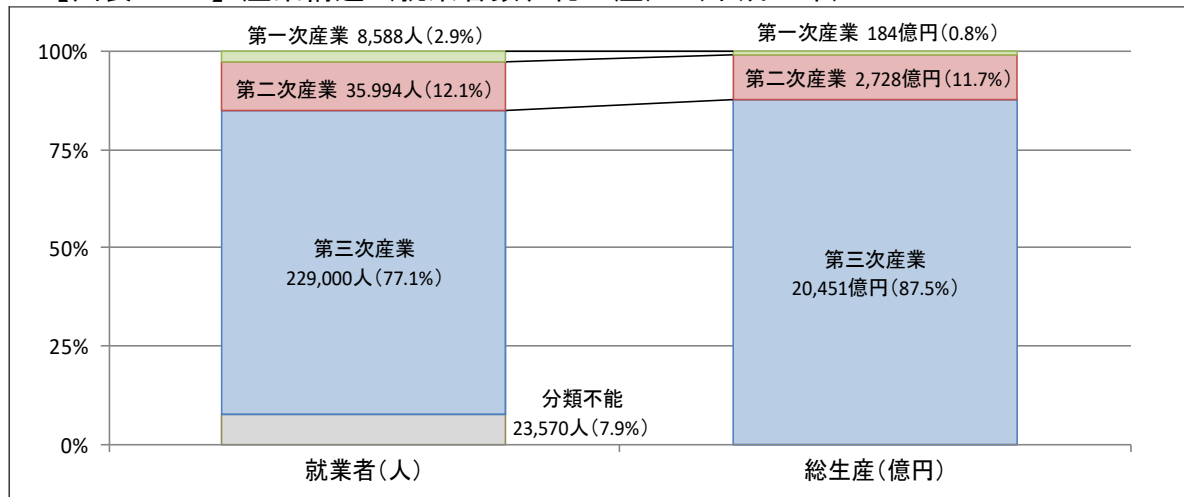 100%
75%
50%
25%
0%
第一次産業 8,588人(2.9%)
第二次産業 35.994人(12.1%)
第三次産業
229,000人(77.1%)
分類不能
23,570人(7.9%)
第一次産業 184億円(0.8%)
第二次産業 2,728億円(11.7%)
第三次産業
20,451億円(87.5%)
就業者(人)
総生産(億円)